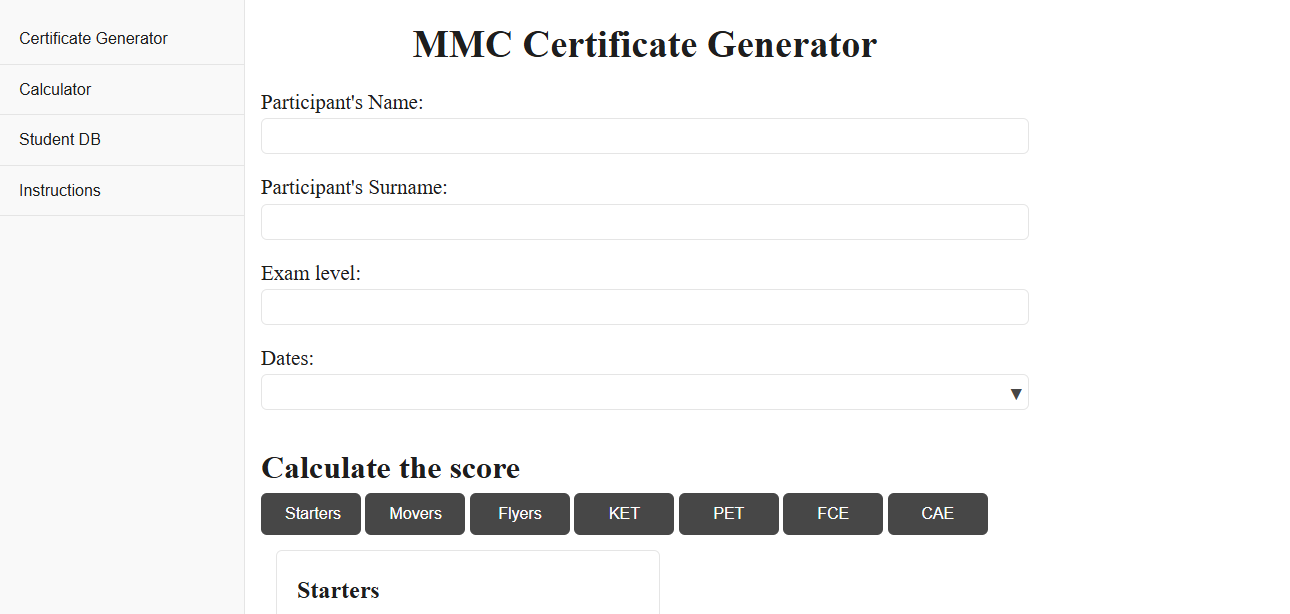 Certificate Generator
Calculator
Student DB
Instructions
MMC Certificate Generator
Participant's Name:
Participant's Surname:
Exam level:
Dates:
Calculate the score
Starters Movers Flyers KET PET FCE CAE
Starters